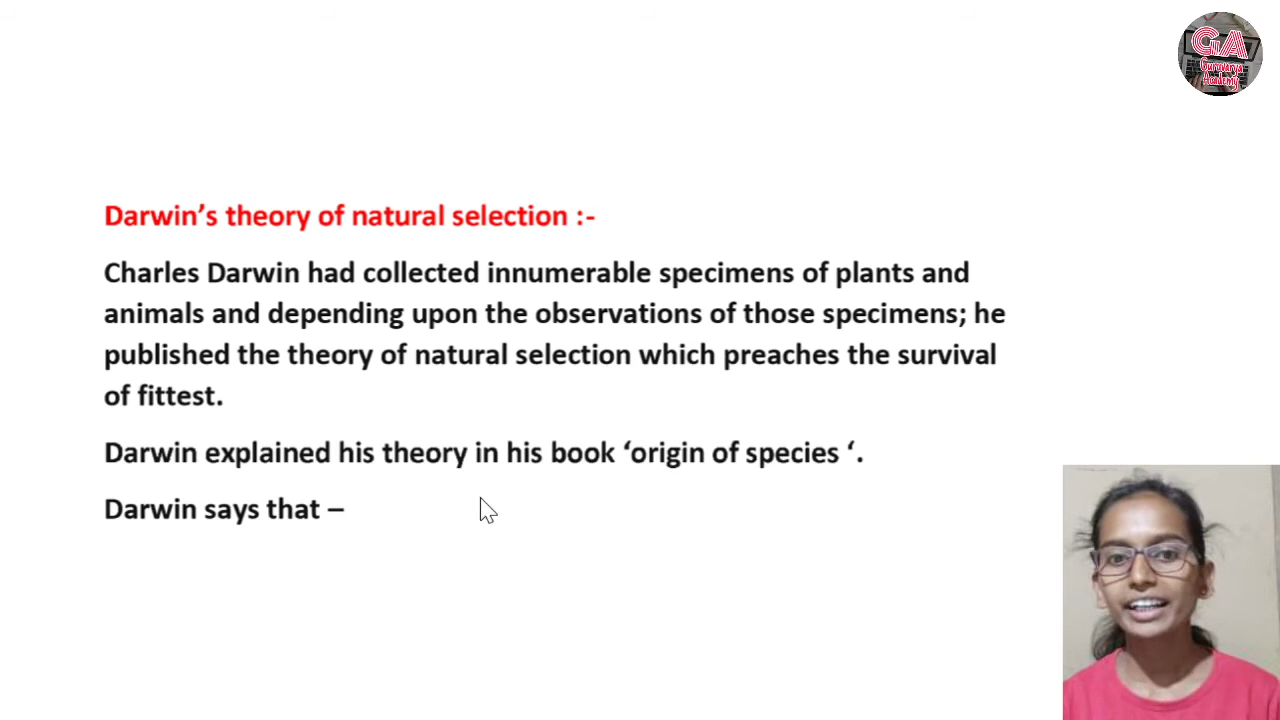 GA
Guruvarya
Academy
Darwin’s theory of natural selection :-
Charles Darwin had collected innumerable specimens of plants and
animals and depending upon the observations of those specimens; he
published the theory of natural selection which preaches the survival
of fittest.
Darwin explained his theory in his book ‘origin of species ‘.
Darwin says that –